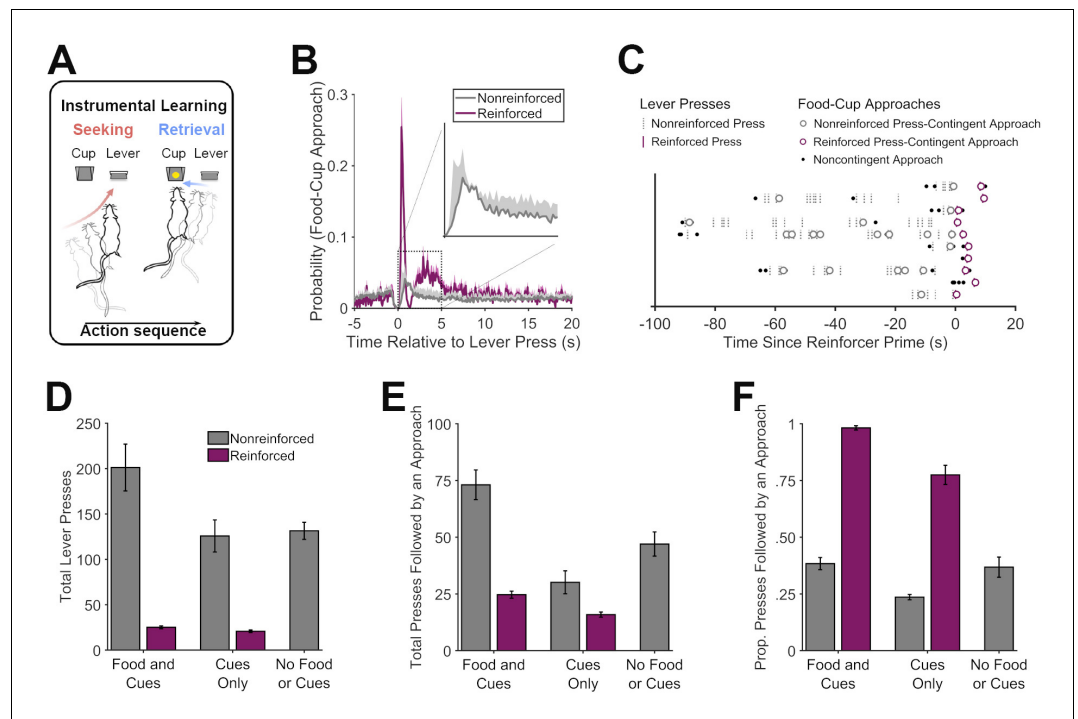 A
Instrumental Learning
Seeking Retrieval
Cup Lever Cup Lever
Action sequence
B
Probability (Food-Cup Approach)
0.3
0.2
0.1
0
Nonreinforced
Reinforced
-5 0 5 10 15 20
Time Relative to Lever Press (s)
C
Lever Presses
Nonreinforced Press
Reinforced Press
Food-Cup Approaches
Nonreinforced Press-Contingent Approach
Reinforced Press-Contingent Approach
Noncontingent Approach
-100 -80 -60 -40 -20 0 20
Time Since Reinforcer Prime (s)
D
Total Lever Presses
250
200
150
100
50
0
Nonreinforced
Reinforced
Food and Cues No Food
Cues Only or Cues
E
Total Presses Followed by an Approach
100
75
50
25
0
Food and Cues No Food
Cues Only or Cues
F
Prop. Presses Followed by an Approach
1
.75
.50
.25
0
Food and Cues No Food
Cues Only or Cues